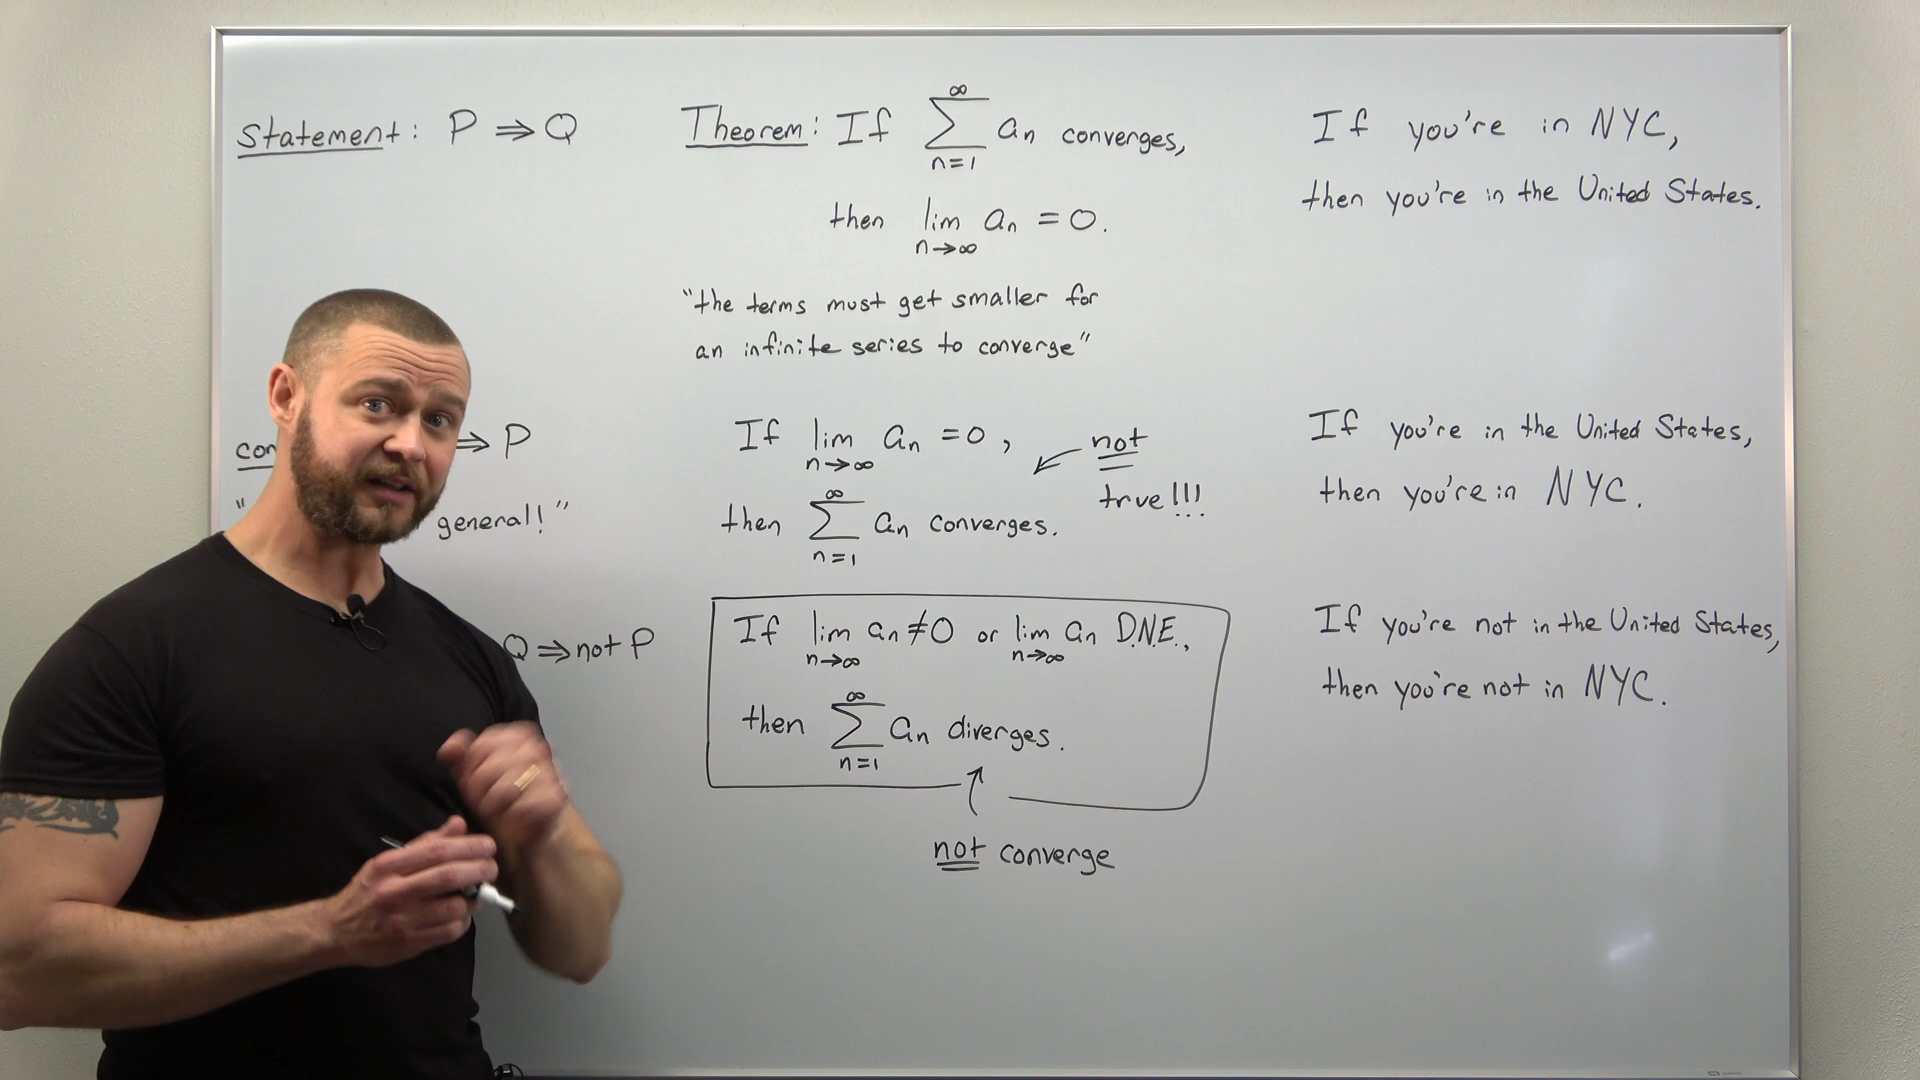 Statement: P ⇒ Q
con ⇒ P
" general!"
Q ⇒ not P
Theorem: If ∞ Σ n=1 an converges,
then lim n→∞ an = 0.
"the terms must get smaller for
an infinite series to converge"
If lim n→∞ an = 0,
then ∞ Σ n=1 an converges.
not
true!!!
If lim n→∞ an ≠ 0 or lim n→∞ an D.N.E.,
then ∞ Σ n=1 an diverges.
not converge
If you're in NYC,
then you're in the United States.
If you're in the United States,
then you're in NYC.
If you're not in the United States,
then you're not in NYC.